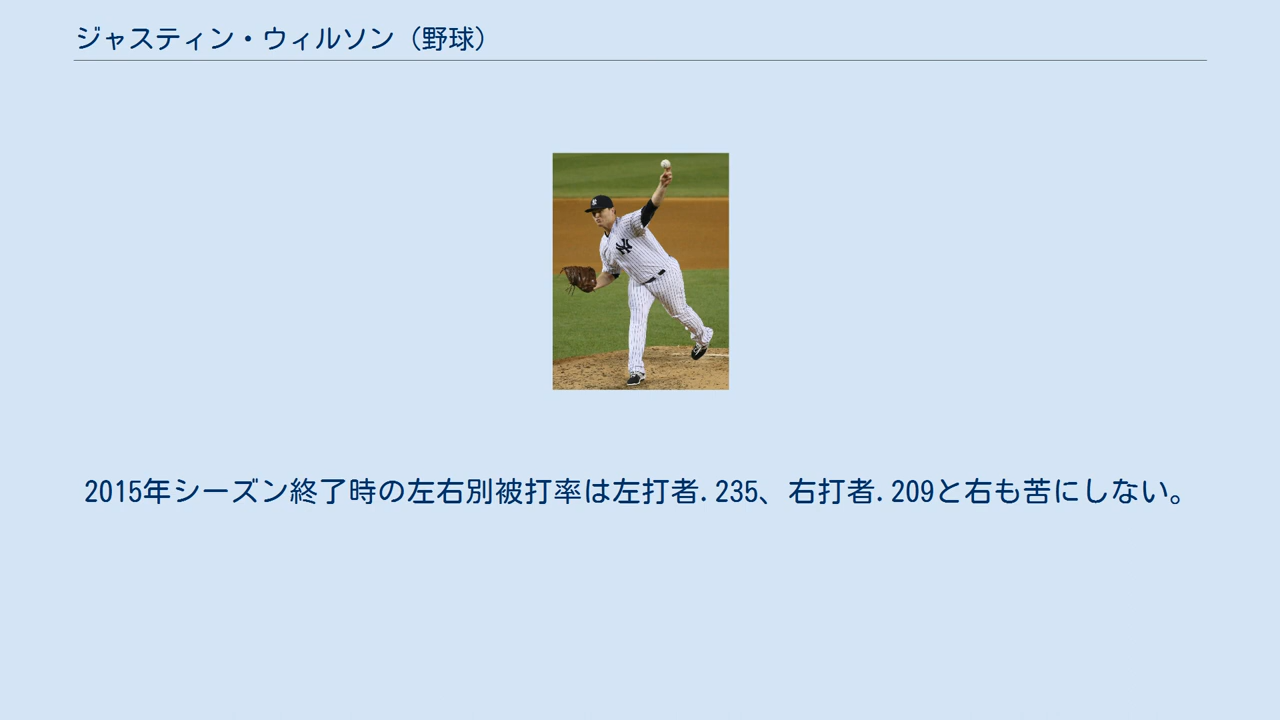 ジャスティン・ウィルソン（野球）
2015年シーズン終了時の左右別被打率は左打者.235、右打者.209と右も苦にしない。